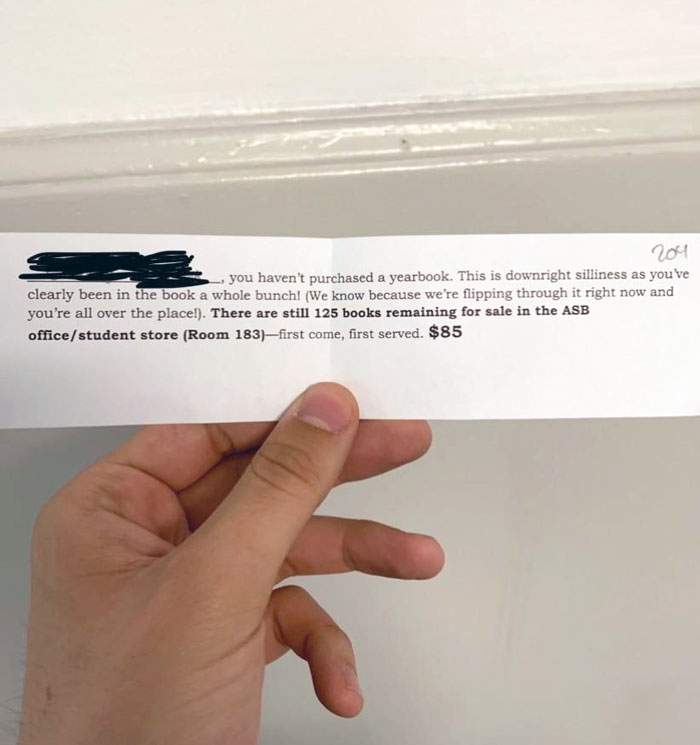 204
, you haven't purchased a yearbook. This is downright silliness as you've
clearly been in the book a whole bunch! (We know because we're flipping through it right now and
you're all over the place!). There are still 125 books remaining for sale in the ASB
office/student store (Room 183)—first come, first served. $85